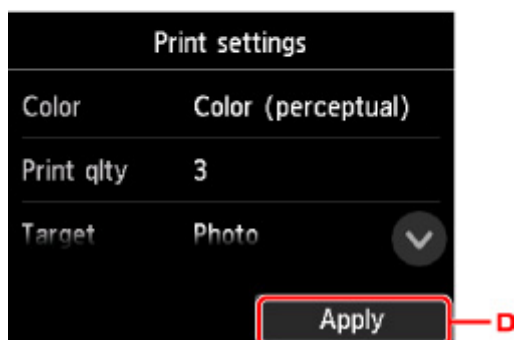 Print settings
Color Color (perceptual)
Print qlty 3
Target Photo
Apply D